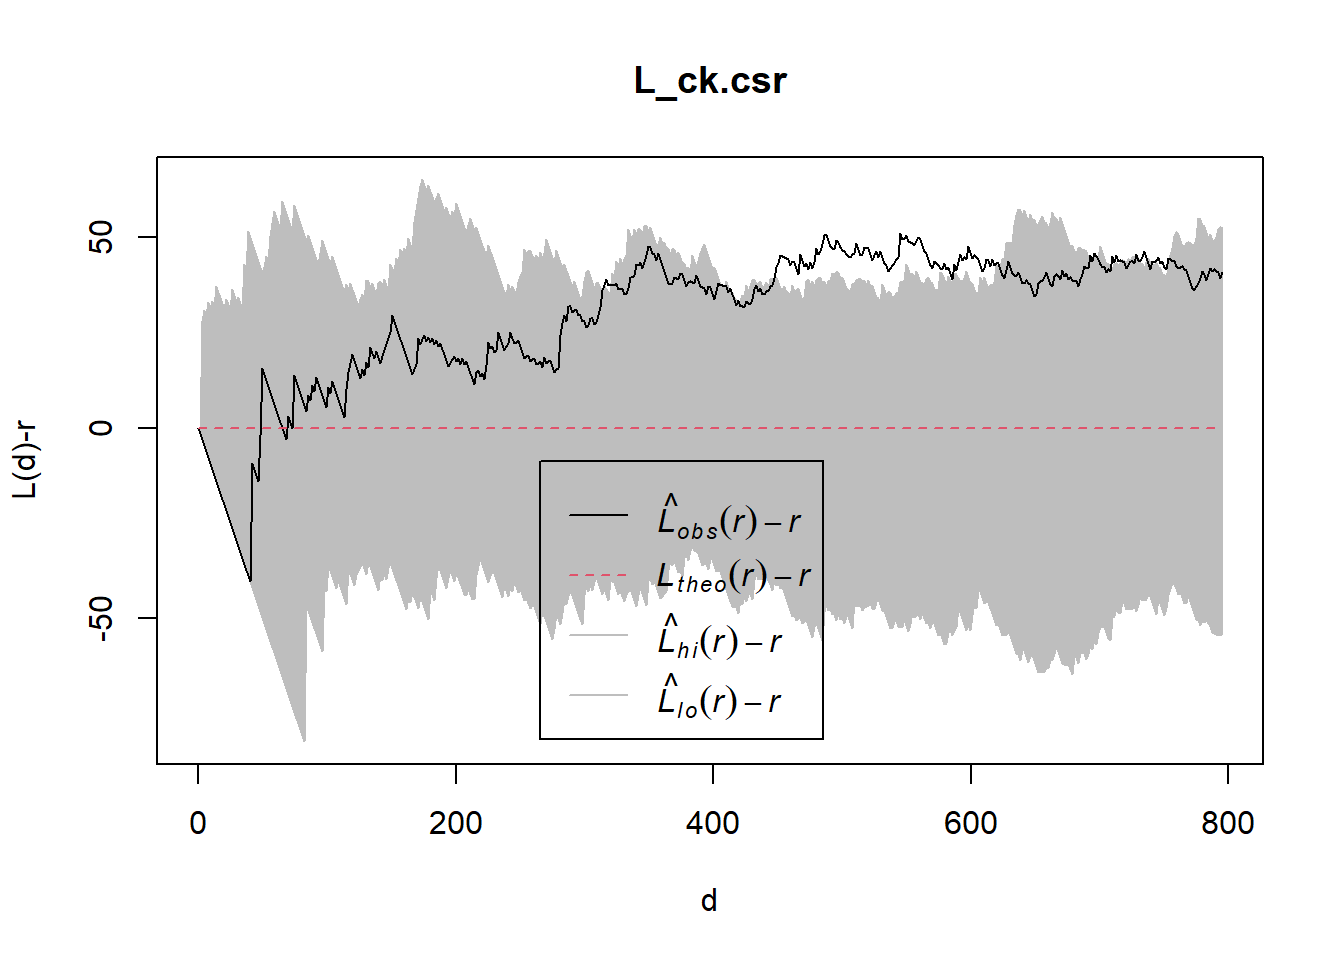 L_ck.csr
L(d)-r
50
0
-50
L̂obs(r) − r
Ltheo(r) − r
L̂hi(r) − r
L̂lo(r) − r
0 200 400 600 800
d